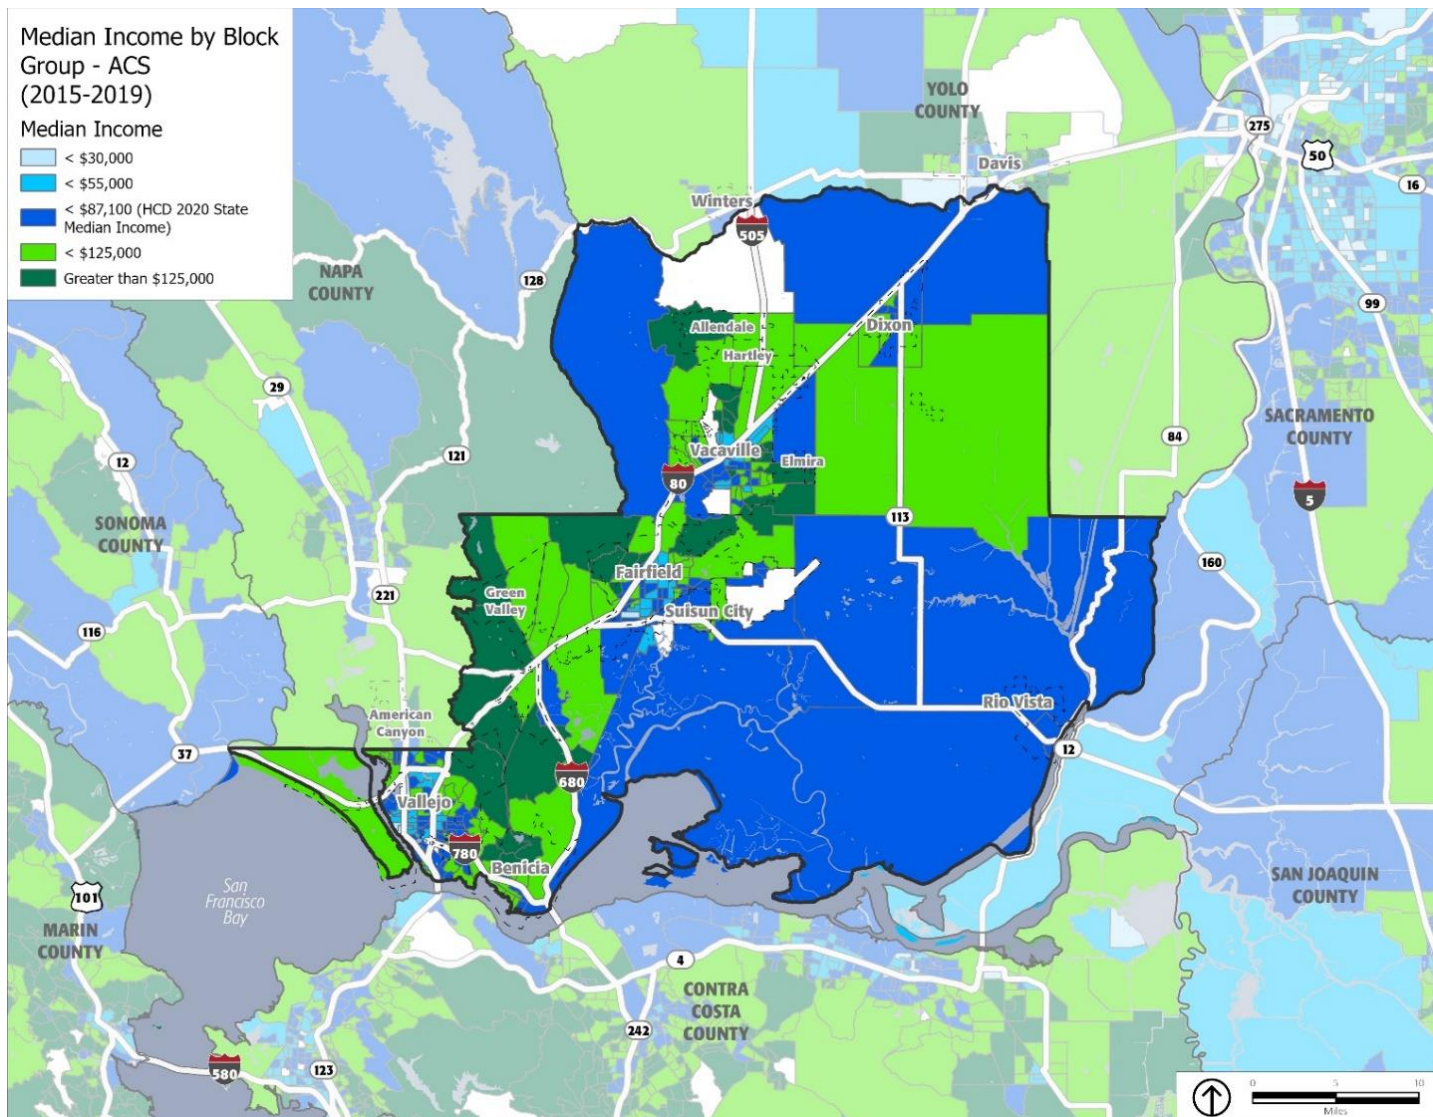 Median Income by Block
Group - ACS
(2015-2019)
Median Income
< $30,000
< $55,000
< $87,100 (HCD 2020 State
Median Income)
< $125,000
Greater than $125,000
YOLO
COUNTY
275
50
Davis
16
Winters
505
NAPA
COUNTY
128
99
Allendale
Dixon
Hartley
29
SACRAMENTO
COUNTY
84
12
121
Vacaville
Elmira
80
5
SONOMA
COUNTY
113
160
Fairfield
Green
Valley
221
Suisun City
116
Rio Vista
American
Canyon
37
12
680
Vallejo
780
Benicia
San
Francisco
Bay
101
SAN JOAQUIN
COUNTY
MARIN
COUNTY
4
CONTRA
COSTA
COUNTY
242
580
123
0 5 10
Miles